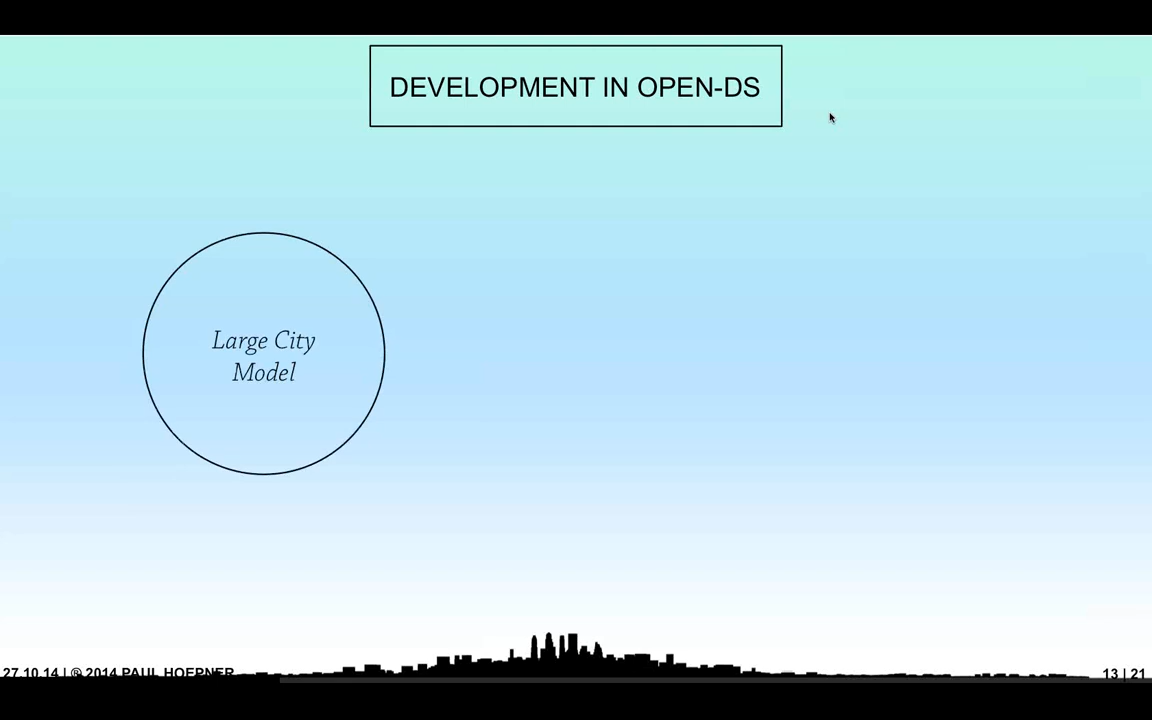 DEVELOPMENT IN OPEN-DS
Large City
Model
27.10.14 | © 2014 PAUL HOEPNER
13 | 21